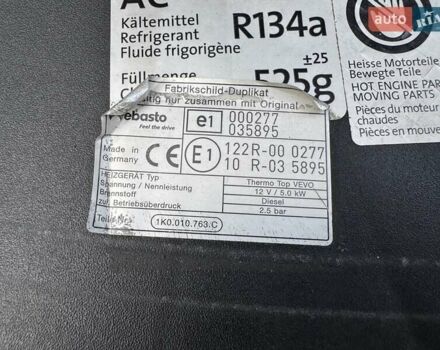 AC
Kältemittel
Refrigerant
Fluide frigorigène
R134a
±25
Füllmenge
525g
Heisse Motorteile
Bewegte Teile
HOT ENGINE PART
MOVING PARTS
Pièces du moteur
chaudes
Pièces en mouve
AUTO
RIA
Fabrikschild-Duplikat
nur zusammen mit Original
Webasto
Feel the drive
e1
000277
035895
Made in
Germany
CE
E1
122R-00 0277
10 R-03 5895
HEIZGERÄT Typ
Thermo Top VEVO
Spannung / Nennleistung
12 V / 5.0 kW
Brennstoff
Diesel
zul. Betriebsüberdruck
2.5 bar
1K0.010.763.C